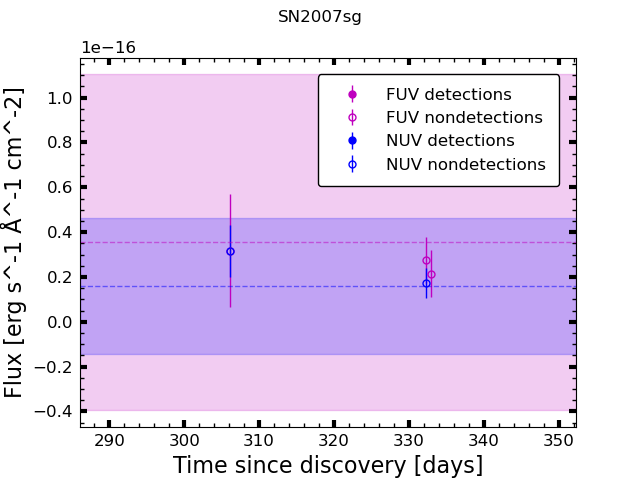 SN2007sg
1e−16
1.0
0.8
0.6
0.4
0.2
0.0
−0.2
−0.4
Flux [erg s^-1 Å^-1 cm^-2]
FUV detections
FUV nondetections
NUV detections
NUV nondetections
290 300 310 320 330 340 350
Time since discovery [days]